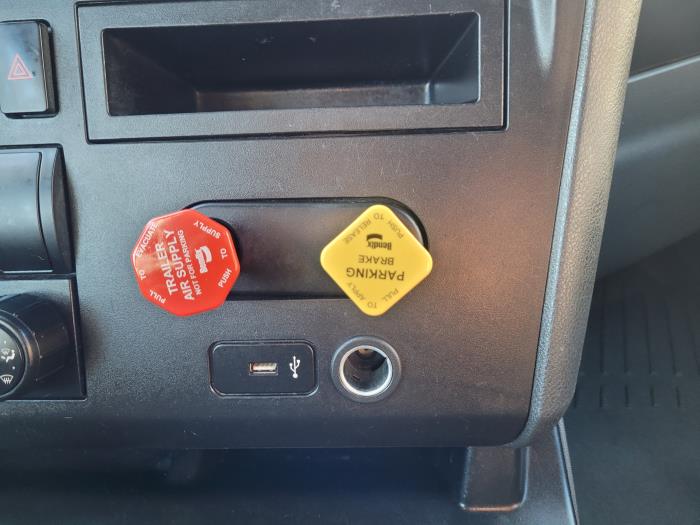 PULL TO EVACUATE
TRAILER
AIR SUPPLY
NOT FOR PARKING
Bendix
PUSH TO SUPPLY
PUSH TO RELEASE
Bendix
PARKING
BRAKE
PULL TO APPLY